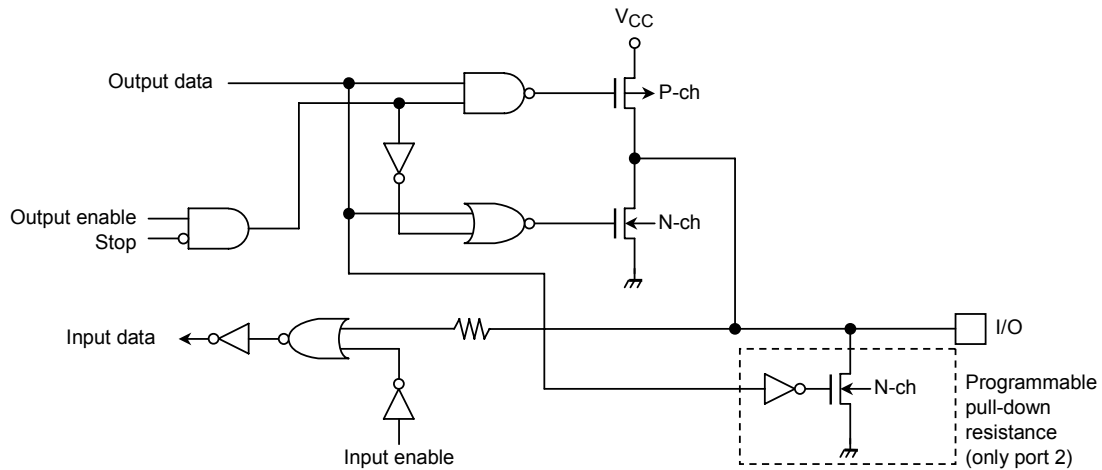 VCC
Output data
P-ch
Output enable
Stop
N-ch
Input data
I/O
N-ch
Programmable
pull-down
resistance
(only port 2)
Input enable